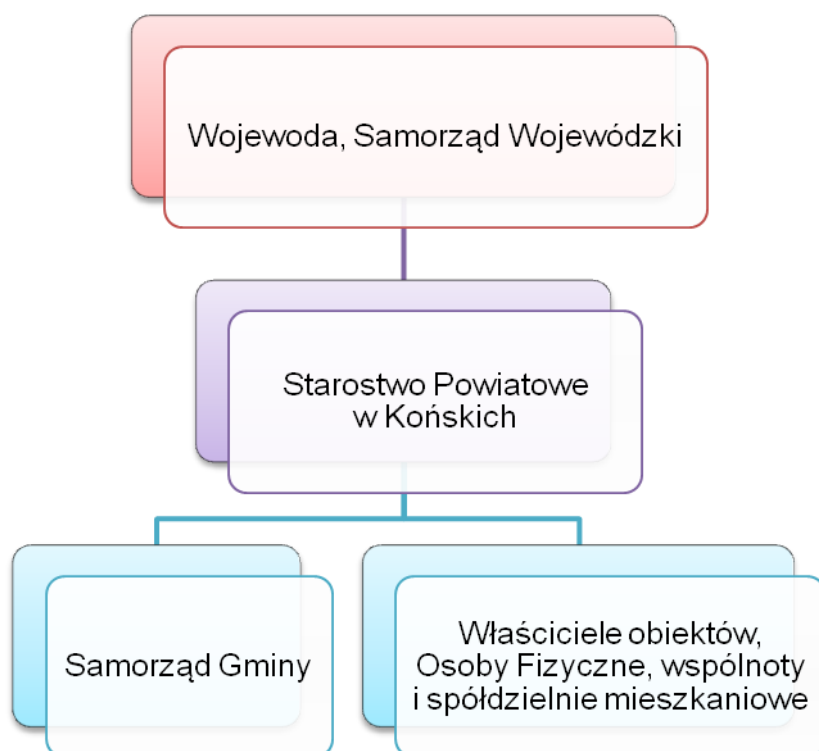 Wojewoda, Samorząd Wojewódzki
Starostwo Powiatowe
w Końskich
Samorząd Gminy
Właściciele obiektów,
Osoby Fizyczne, wspólnoty
i spółdzielnie mieszkaniowe